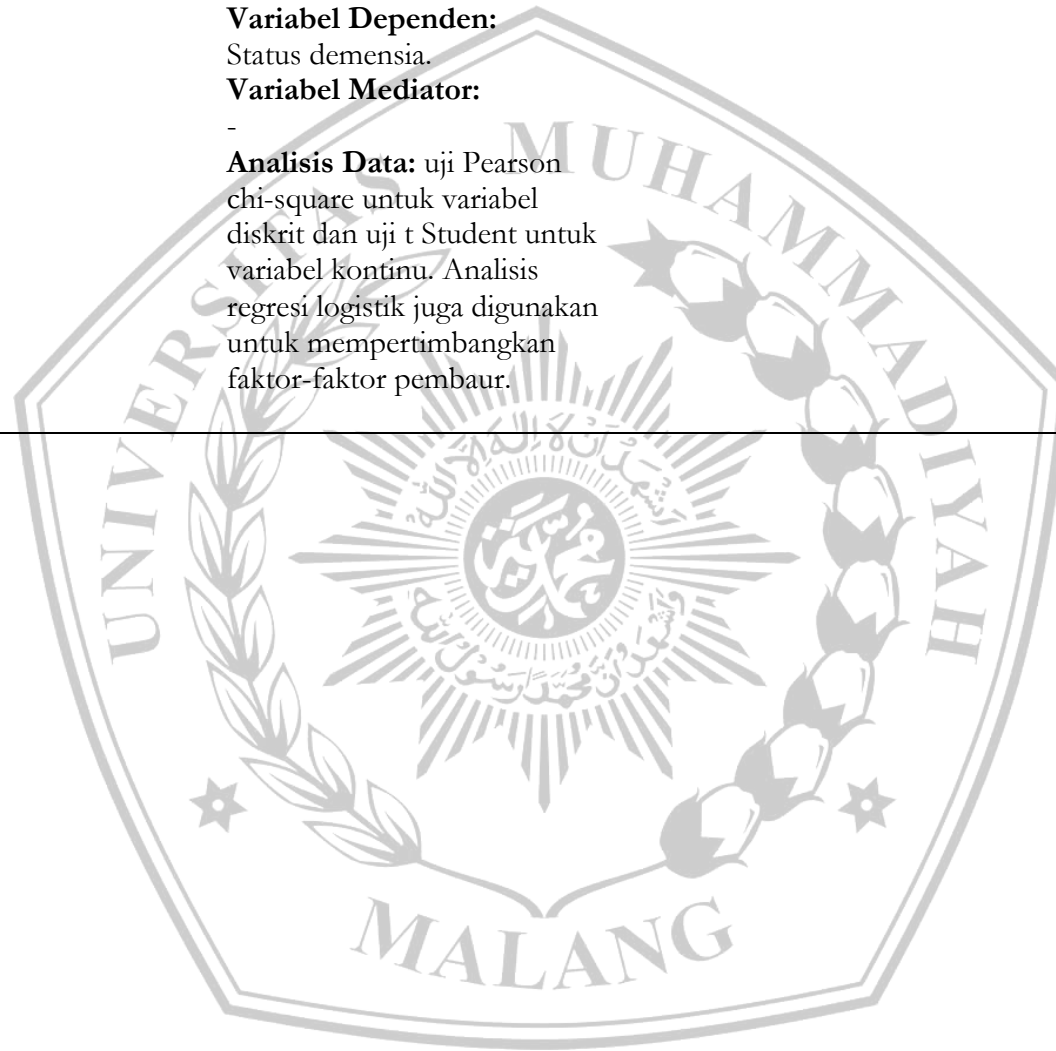 Variabel Dependen:
Status demensia.
Variabel Mediator:
-
Analisis Data: uji Pearson
chi-square untuk variabel
diskrit dan uji t Student untuk
variabel kontinu. Analisis
regresi logistik juga digunakan
untuk mempertimbangkan
faktor-faktor pembaur.
UNIVERSITAS MUHAMMADIYAH
MALANG